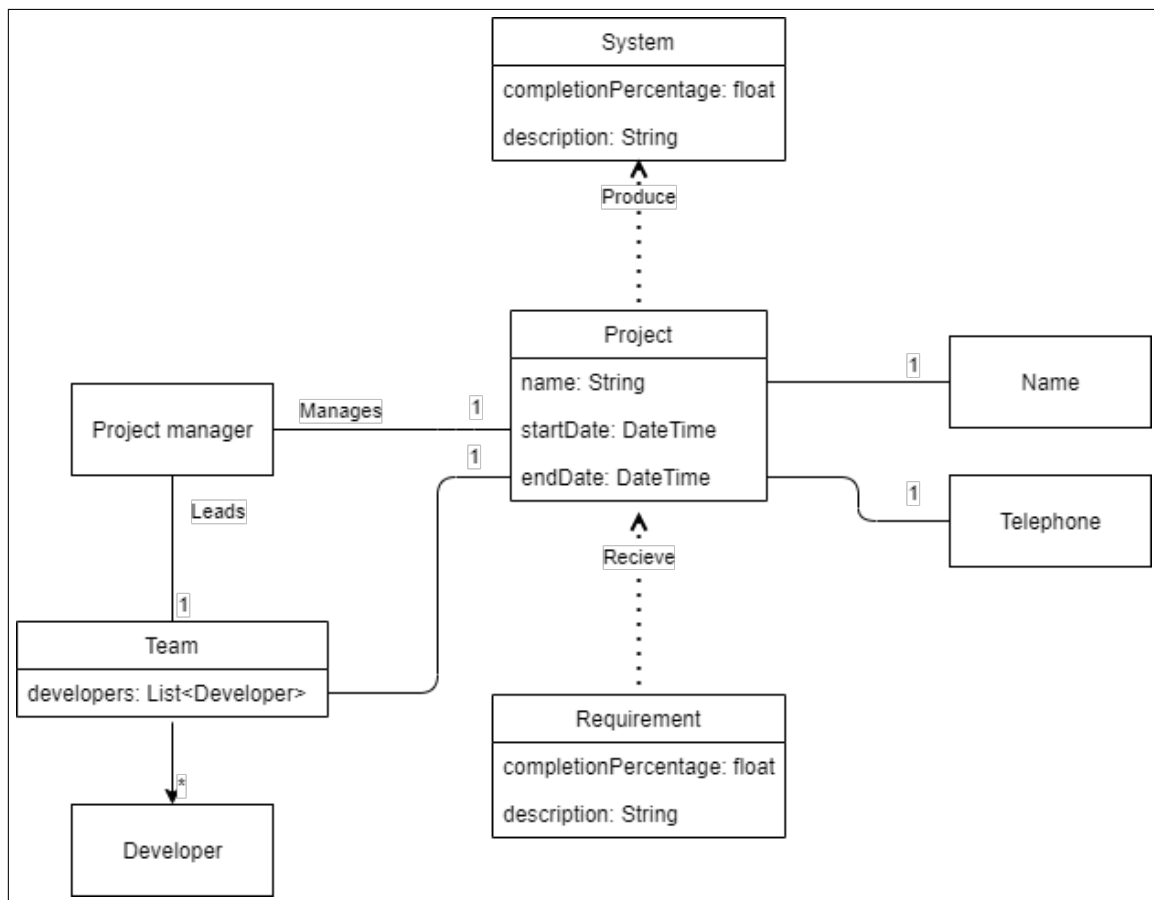 System
completionPercentage: float
description: String
Produce
Project
name: String
startDate: DateTime
endDate: DateTime
1
Name
1
Telephone
Project manager
Manages
1
1
Leads
1
Team
developers: List<Developer>
*
Developer
Recieve
Requirement
completionPercentage: float
description: String